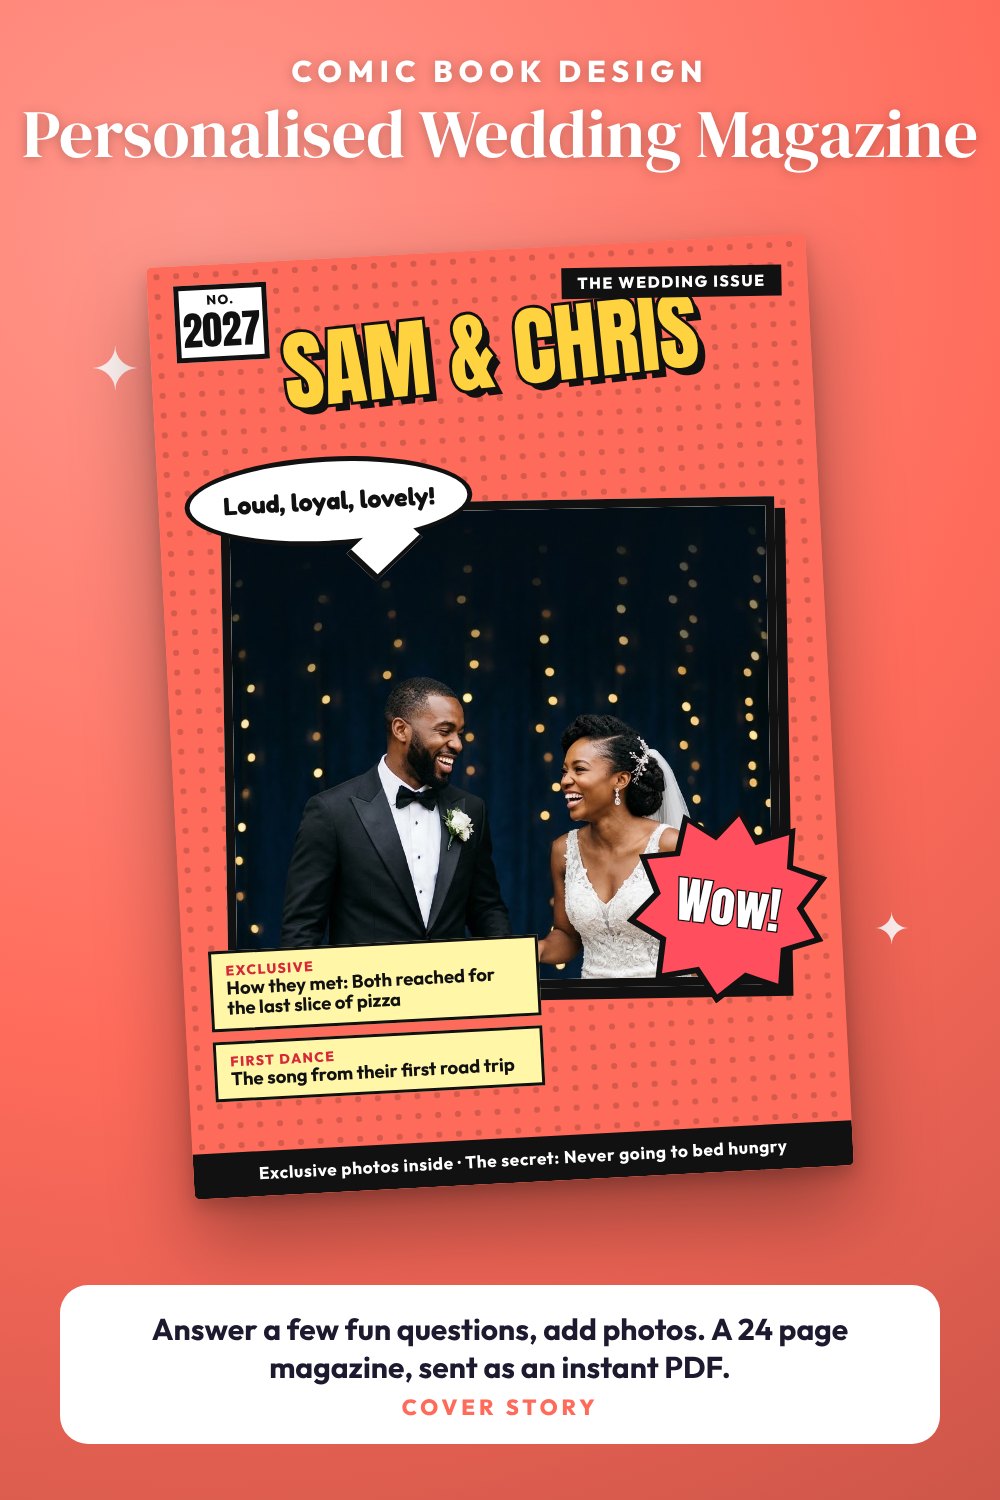 COMIC BOOK DESIGN
Personalised Wedding Magazine
NO.
2027
THE WEDDING ISSUE
SAM & CHRIS
Loud, loyal, lovely!
Wow!
EXCLUSIVE
How they met: Both reached for
the last slice of pizza
FIRST DANCE
The song from their first road trip
Exclusive photos inside · The secret: Never going to bed hungry
Answer a few fun questions, add photos. A 24 page
magazine, sent as an instant PDF.
COVER STORY